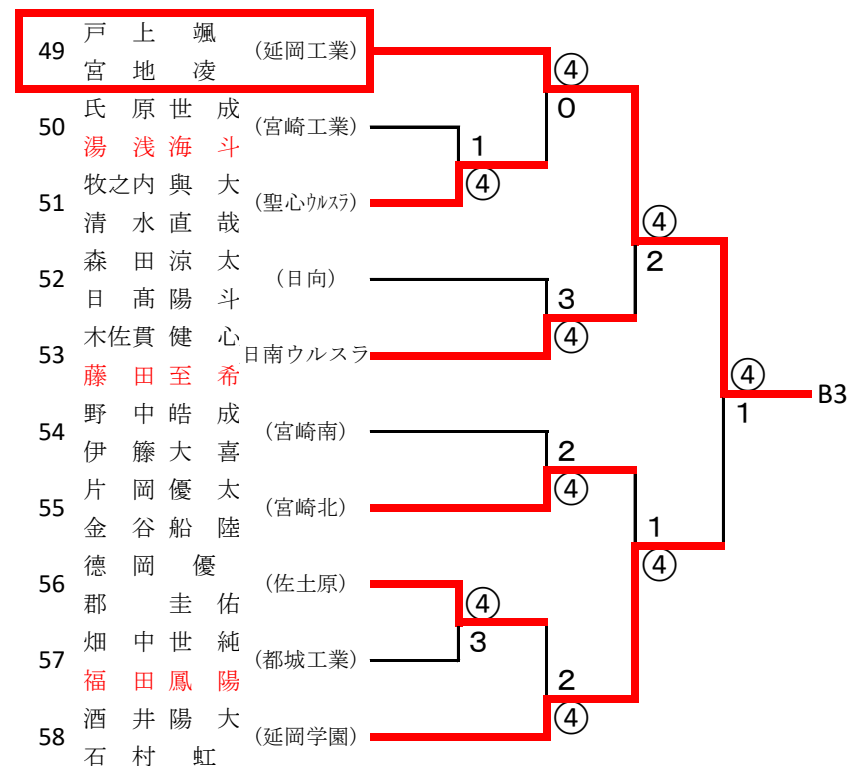 49 戸上 颯 (延岡工業)
宮地 凌
④
0
50 氏原世成 (宮崎工業)
湯浅海斗
1
④
51 牧之内與大 (聖心ウルスラ)
清水直哉
④
2
52 森田涼太 (日向)
日髙陽斗
3
④
53 木佐貫健心 日南ウルスラ
藤田至希
④
1
B3
54 野中皓成 (宮崎南)
伊籐大喜
2
④
55 片岡優太 (宮崎北)
金谷船陸
1
④
56 德岡 優 (佐土原)
郡 圭佑
④
3
57 畑中世純 (都城工業)
福田鳳陽
2
④
58 酒井陽大 (延岡学園)
石村 虹